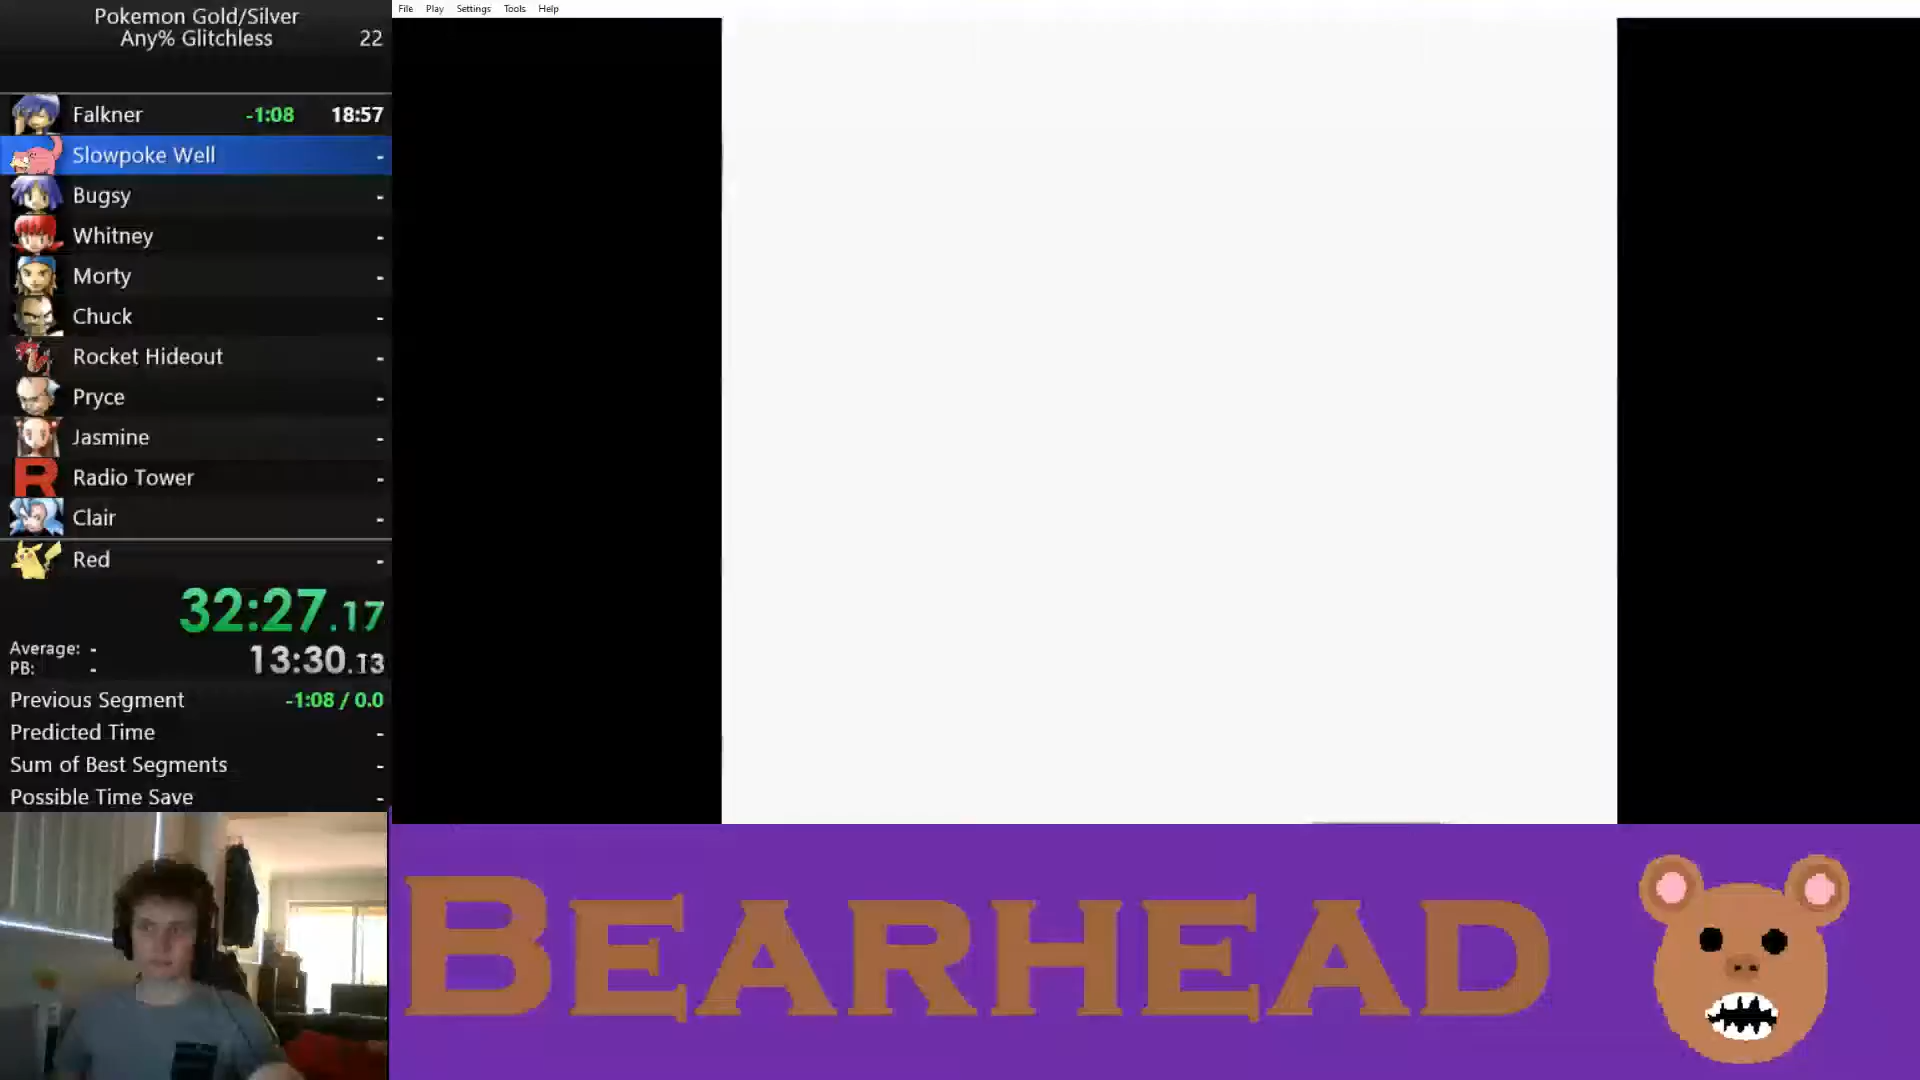 Pokemon Gold/Silver
Any% Glitchless 22
File Play Settings Tools Help
Falkner -1:08 18:57
Slowpoke Well -
Bugsy -
Whitney -
Morty -
Chuck -
Rocket Hideout -
Pryce -
Jasmine -
R Radio Tower -
Clair -
Red -
32:27.17
Average: -
PB: -
13:30.13
Previous Segment -1:08 / 0.0
Predicted Time -
Sum of Best Segments -
Possible Time Save -
BEARHEAD